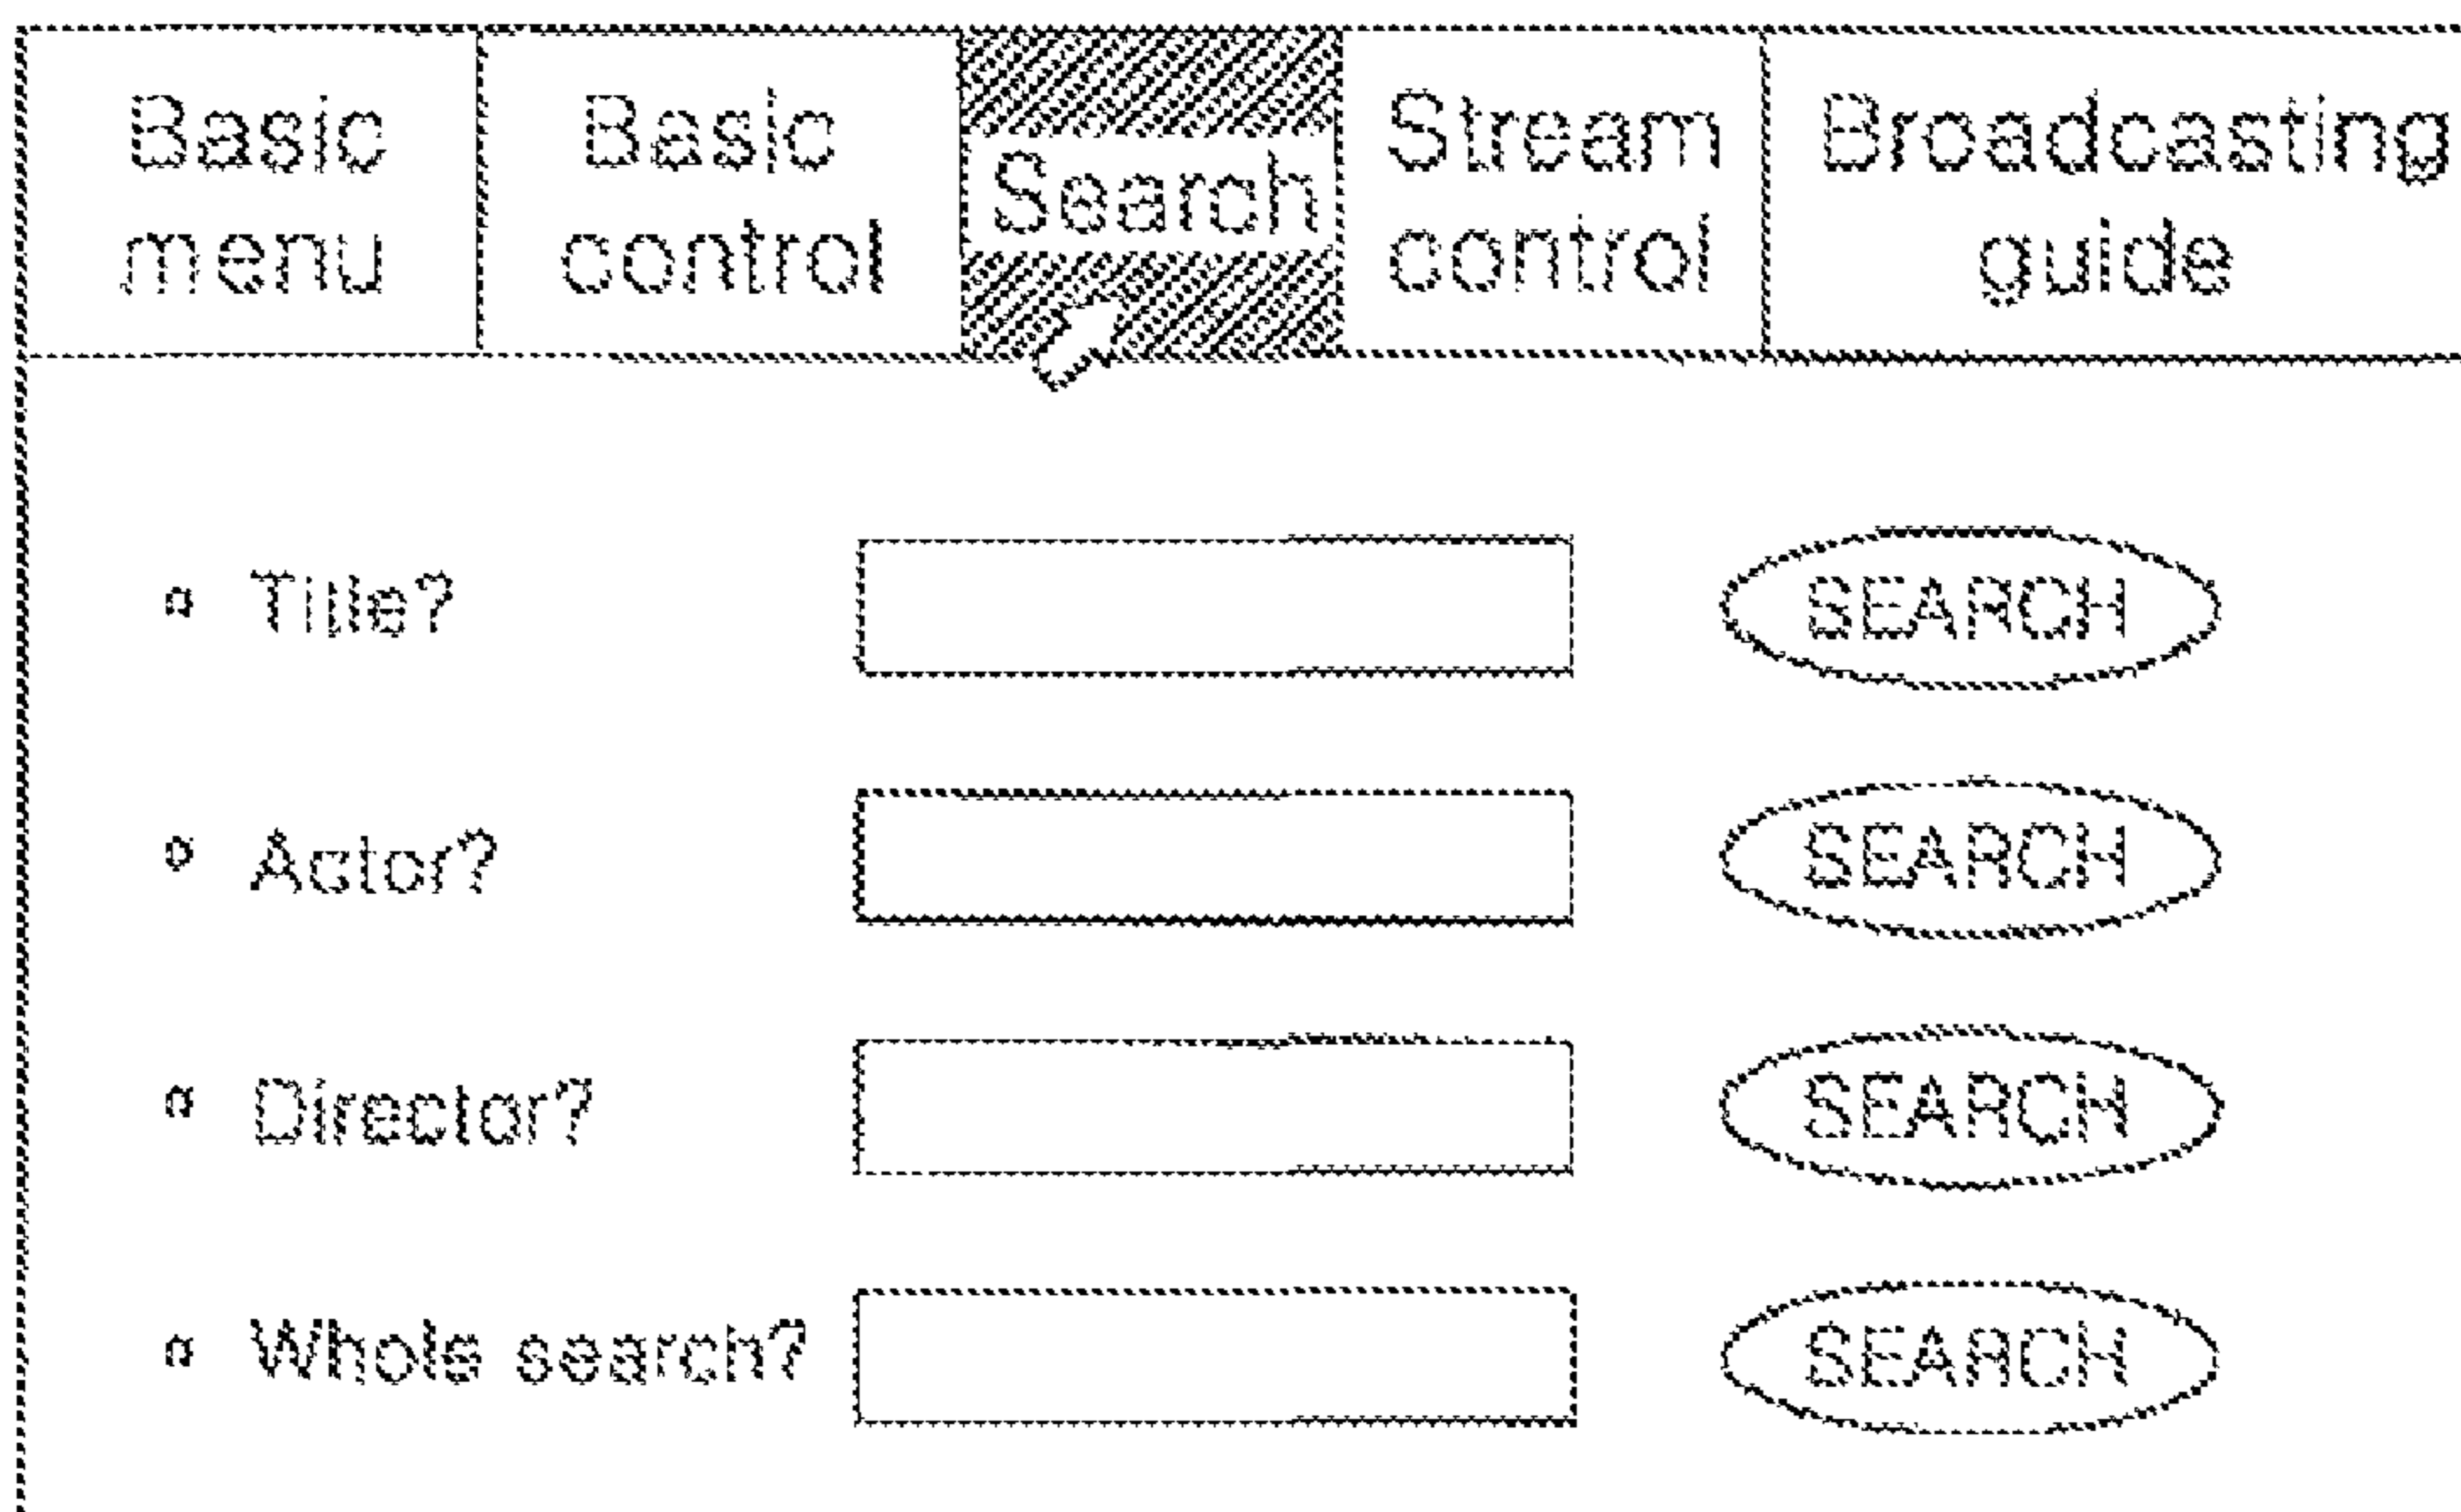 Basic menu
Basic control
Search
Stream control
Broadcasting guide
Title? SEARCH
Actor? SEARCH
Director? SEARCH
Whole search? SEARCH